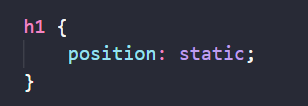 h1 {
    position: static;
}